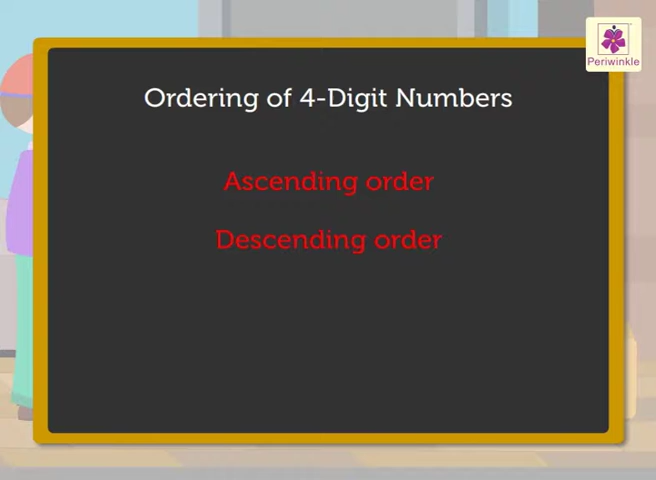 Periwinkle
Ordering of 4-Digit Numbers
Ascending order
Descending order